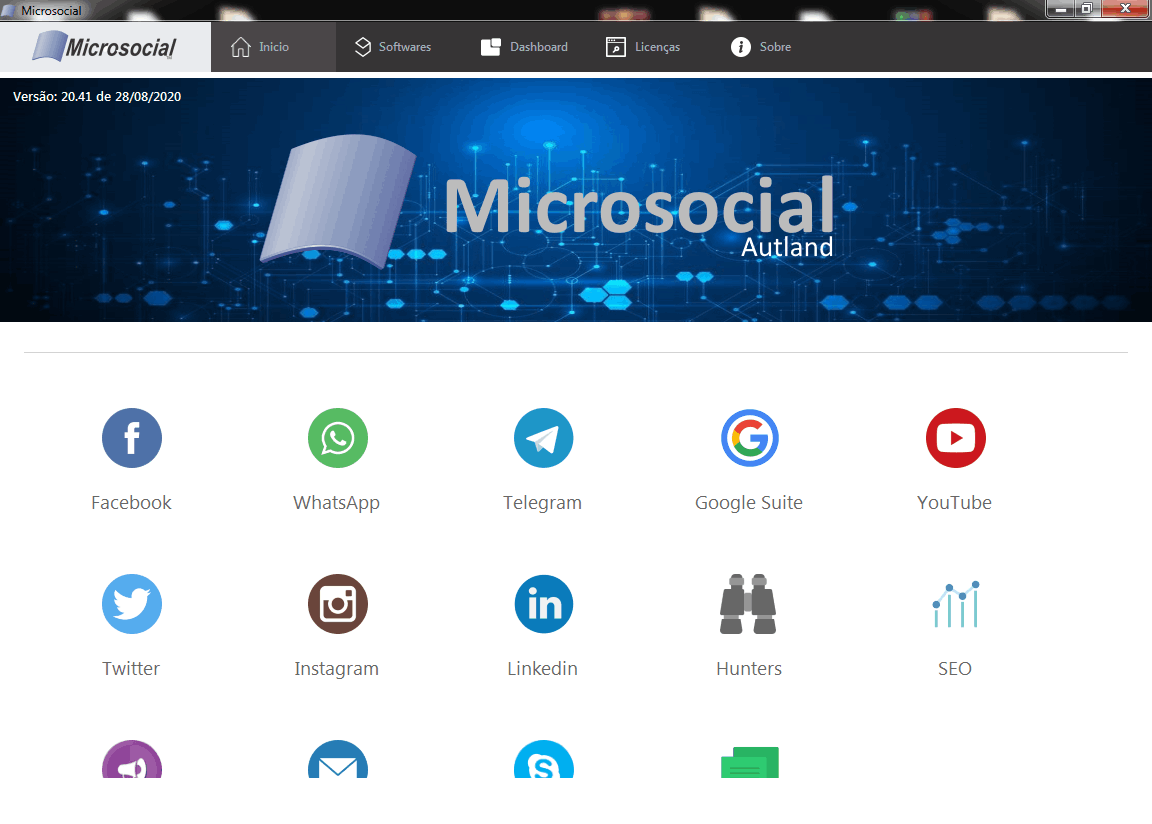 Microsocial
Microsocial
Inicio
Softwares
Dashboard
Licenças
Sobre
Versão: 20.41 de 28/08/2020
Microsocial
Autland
Facebook
WhatsApp
Telegram
Google Suite
YouTube
Twitter
Instagram
Linkedin
Hunters
SEO